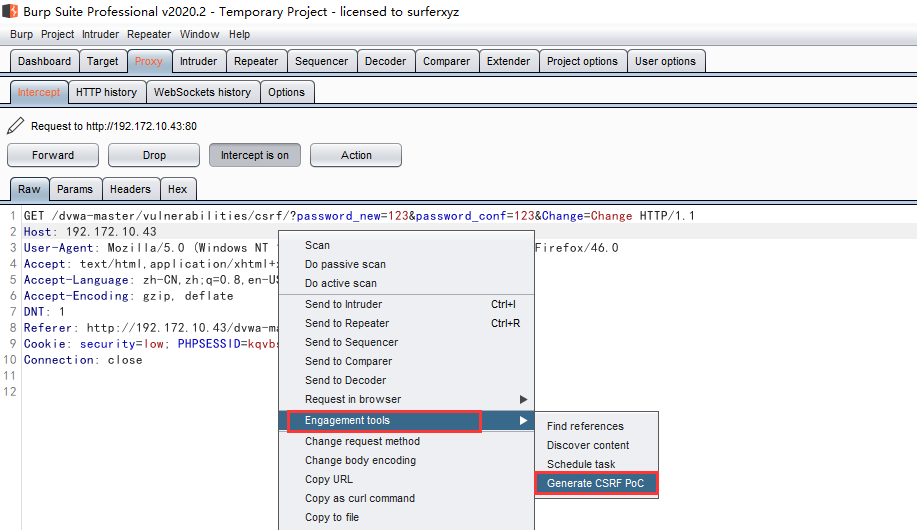 Burp Suite Professional v2020.2 - Temporary Project - licensed to surferxyz
Burp Project Intruder Repeater Window Help
Dashboard Target Proxy Intruder Repeater Sequencer Decoder Comparer Extender Project options User options
Intercept HTTP history WebSockets history Options
Request to http://192.172.10.43:80
Forward Drop Intercept is on Action
Raw Params Headers Hex
1 GET /dvwa-master/vulnerabilities/csrf/?password_new=123&password_conf=123&Change=Change HTTP/1.1
2 Host: 192.172.10.43
3 User-Agent: Mozilla/5.0 (Windows NT Firefox/46.0
4 Accept: text/html,application/xhtml+
5 Accept-Language: zh-CN,zh;q=0.8,en-US
6 Accept-Encoding: gzip, deflate
7 DNT: 1
8 Referer: http://192.172.10.43/dvwa-ma
9 Cookie: security=low; PHPSESSID=kqvbs
10 Connection: close
11
12
Scan
Do passive scan
Do active scan
Send to Intruder Ctrl+I
Send to Repeater Ctrl+R
Send to Sequencer
Send to Comparer
Send to Decoder
Request in browser
Engagement tools
Change request method
Change body encoding
Copy URL
Copy as curl command
Copy to file
Find references
Discover content
Schedule task
Generate CSRF PoC